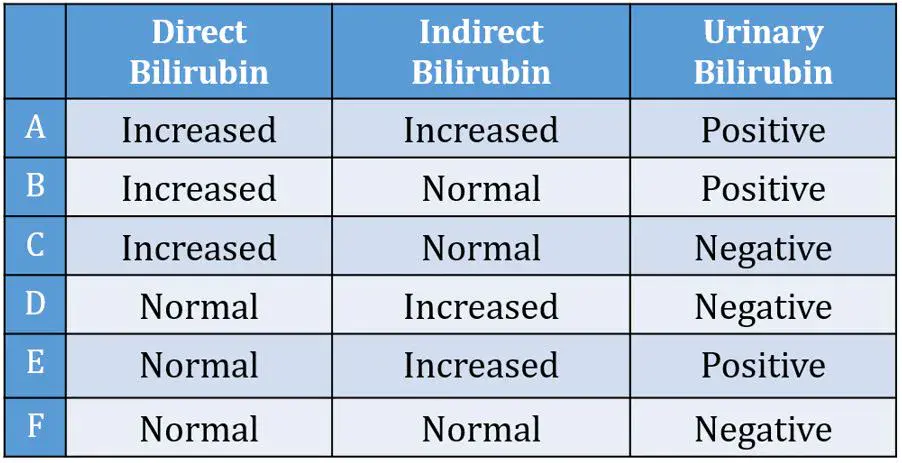 Direct Bilirubin Indirect Bilirubin Urinary Bilirubin
A Increased Increased Positive
B Increased Normal Positive
C Increased Normal Negative
D Normal Increased Negative
E Normal Increased Positive
F Normal Normal Negative